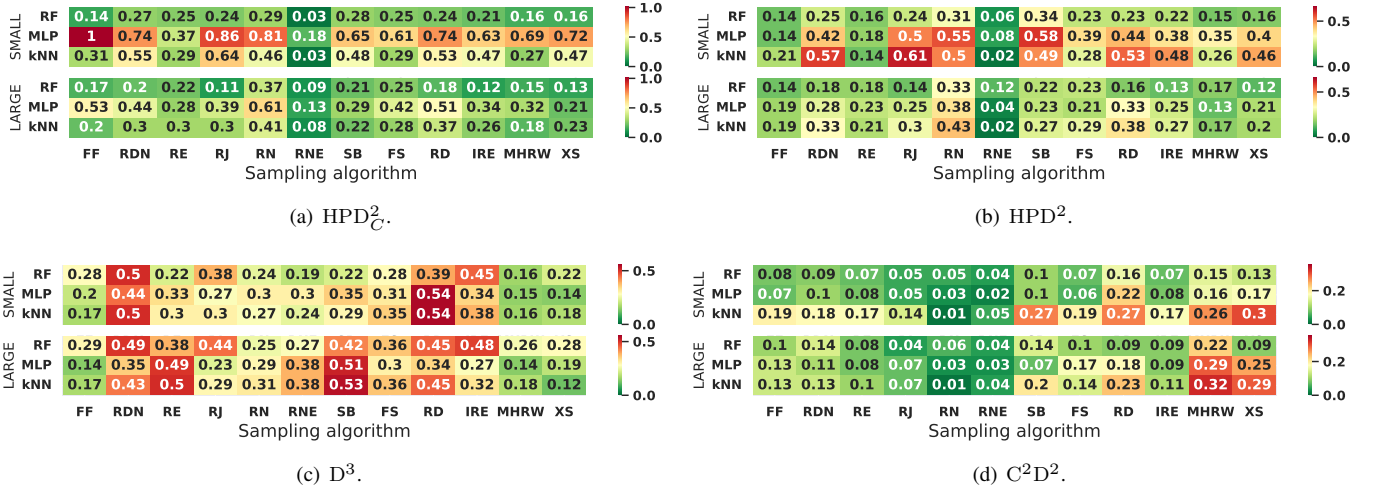 SMALL
RF 0.14 0.27 0.25 0.24 0.29 0.03 0.28 0.25 0.24 0.21 0.16 0.16 1.0
MLP 1 0.74 0.37 0.86 0.81 0.18 0.65 0.61 0.74 0.63 0.69 0.72 0.5
kNN 0.31 0.55 0.29 0.64 0.46 0.03 0.48 0.29 0.53 0.47 0.27 0.47 0.0
LARGE
RF 0.17 0.2 0.22 0.11 0.37 0.09 0.21 0.25 0.18 0.12 0.15 0.13 1.0
MLP 0.53 0.44 0.28 0.39 0.61 0.13 0.29 0.42 0.51 0.34 0.32 0.21 0.5
kNN 0.2 0.3 0.3 0.3 0.41 0.08 0.22 0.28 0.37 0.26 0.18 0.23 0.0
FF RDN RE RJ RN RNE SB FS RD IRE MHRW XS
Sampling algorithm
(a) HPD²_C.
SMALL
RF 0.14 0.25 0.16 0.24 0.31 0.06 0.34 0.23 0.23 0.22 0.15 0.16
MLP 0.14 0.42 0.18 0.5 0.55 0.08 0.58 0.39 0.44 0.38 0.35 0.4 0.5
kNN 0.21 0.57 0.14 0.61 0.5 0.02 0.49 0.28 0.53 0.48 0.26 0.46 0.0
LARGE
RF 0.14 0.18 0.18 0.14 0.33 0.12 0.22 0.23 0.16 0.13 0.17 0.12
MLP 0.19 0.28 0.23 0.25 0.38 0.04 0.23 0.21 0.33 0.25 0.13 0.21 0.5
kNN 0.19 0.33 0.21 0.3 0.43 0.02 0.27 0.29 0.38 0.27 0.17 0.2 0.0
FF RDN RE RJ RN RNE SB FS RD IRE MHRW XS
Sampling algorithm
(b) HPD².
SMALL
RF 0.28 0.5 0.22 0.38 0.24 0.19 0.22 0.28 0.39 0.45 0.16 0.22 0.5
MLP 0.2 0.44 0.33 0.27 0.3 0.3 0.35 0.31 0.54 0.34 0.15 0.14
kNN 0.17 0.5 0.3 0.3 0.27 0.24 0.29 0.35 0.54 0.38 0.16 0.18 0.0
LARGE
RF 0.29 0.49 0.38 0.44 0.25 0.27 0.42 0.36 0.45 0.48 0.26 0.28 0.5
MLP 0.14 0.35 0.49 0.23 0.29 0.38 0.51 0.3 0.34 0.27 0.14 0.19
kNN 0.17 0.43 0.5 0.29 0.31 0.38 0.53 0.36 0.45 0.32 0.18 0.12 0.0
FF RDN RE RJ RN RNE SB FS RD IRE MHRW XS
Sampling algorithm
(c) D³.
SMALL
RF 0.08 0.09 0.07 0.05 0.05 0.04 0.1 0.07 0.16 0.07 0.15 0.13
MLP 0.07 0.1 0.08 0.05 0.03 0.02 0.1 0.06 0.22 0.08 0.16 0.17 0.2
kNN 0.19 0.18 0.17 0.14 0.01 0.05 0.27 0.19 0.27 0.17 0.26 0.3 0.0
LARGE
RF 0.1 0.14 0.08 0.04 0.06 0.04 0.14 0.1 0.09 0.09 0.22 0.09
MLP 0.13 0.11 0.08 0.07 0.03 0.03 0.07 0.17 0.18 0.09 0.29 0.25 0.2
kNN 0.13 0.13 0.1 0.07 0.01 0.04 0.2 0.14 0.23 0.11 0.32 0.29 0.0
FF RDN RE RJ RN RNE SB FS RD IRE MHRW XS
Sampling algorithm
(d) C²D².